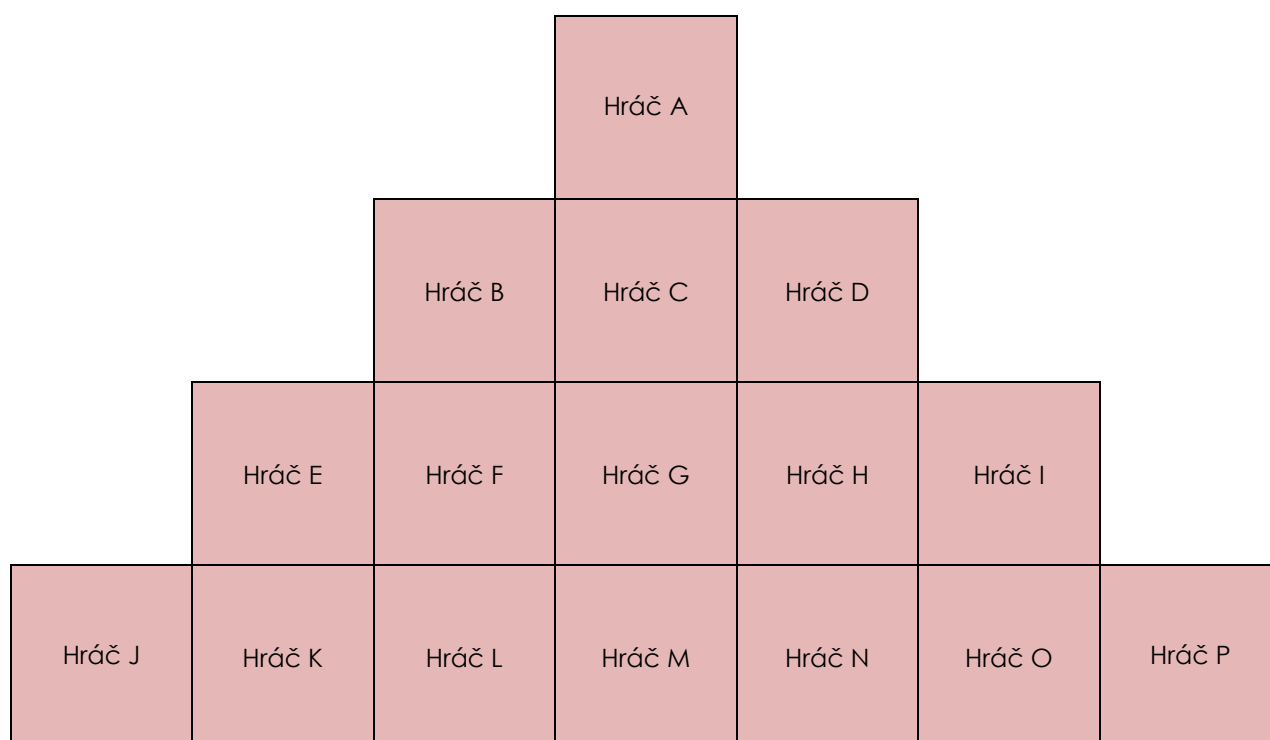 Hráč A
Hráč B
Hráč C
Hráč D
Hráč E
Hráč F
Hráč G
Hráč H
Hráč I
Hráč J
Hráč K
Hráč L
Hráč M
Hráč N
Hráč O
Hráč P